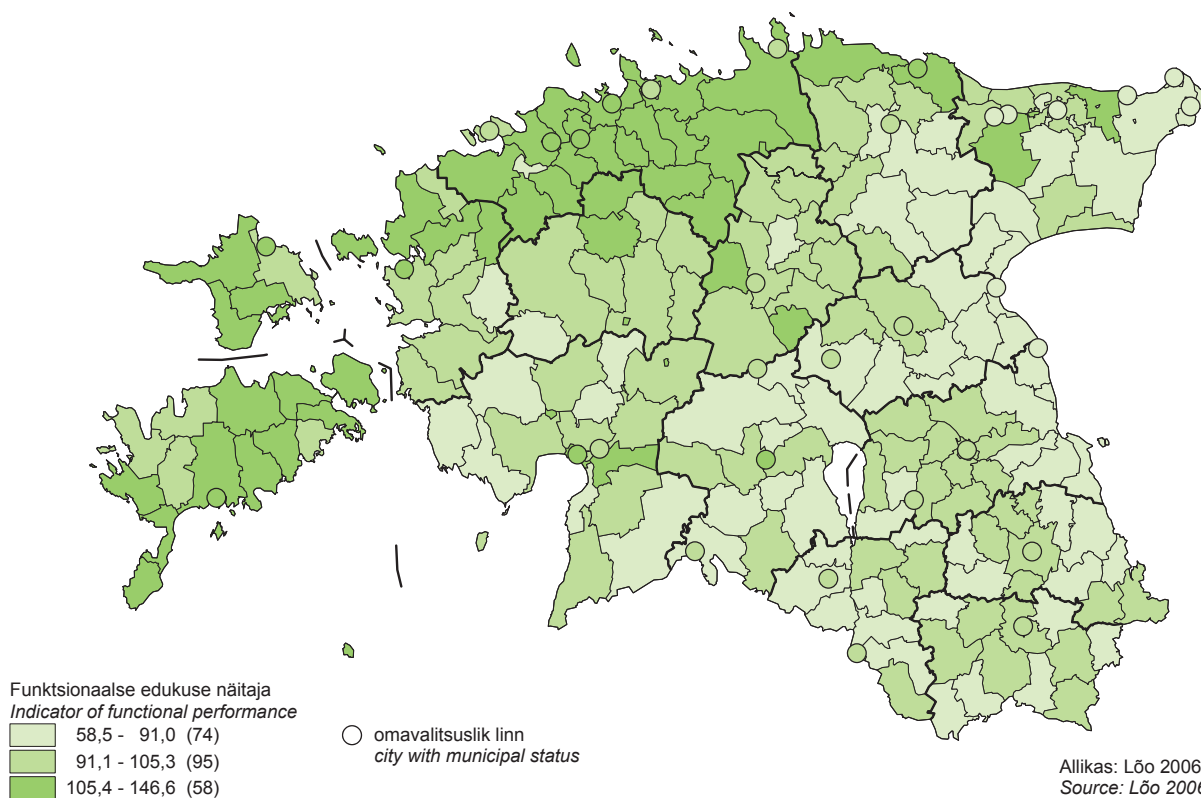 Funktsionaalse edukuse näitaja
Indicator of functional performance
58,5 - 91,0 (74)
91,1 - 105,3 (95)
105,4 - 146,6 (58)
omavalitsuslik linn
city with municipal status
Allikas: Lõo 2006
Source: Lõo 2006